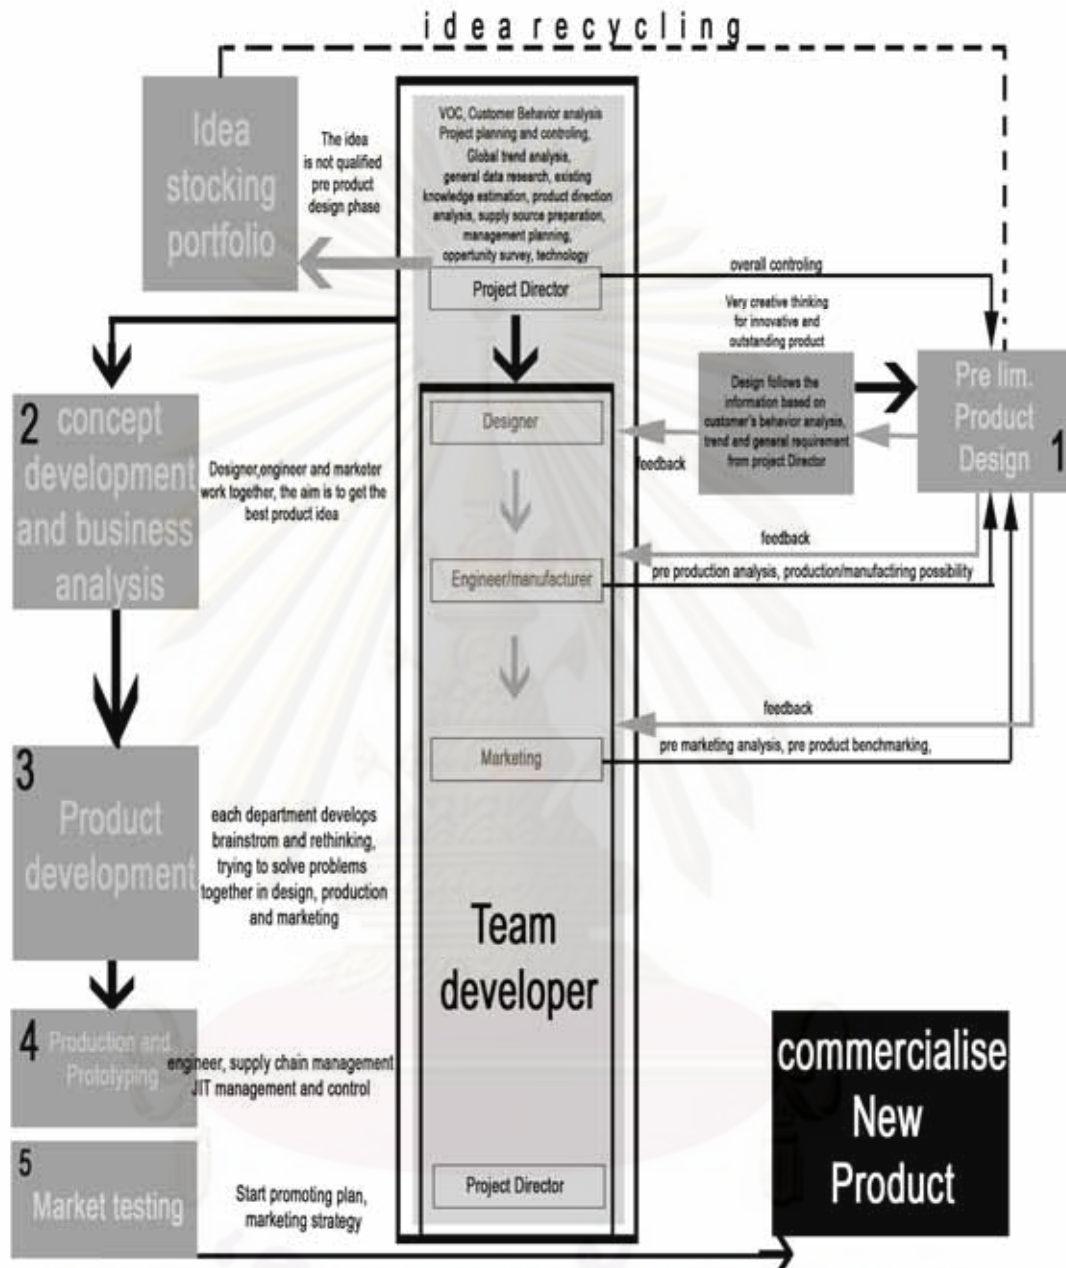 idea recycling
Idea
stocking
portfolio
The idea
is not qualified
pre product
design phase
VOC, Customer Behavior analysis
Project planning and controling,
Global trend analysis,
general data research, existing
knowledge estimation, product direction
analysis, supply source preparation,
management planning,
oppertunity survey, technology
Project Director
overall controling
Very creative thinking
for innovative and
outstanding product
Design follows the
information based on
customer's behavior analysis,
trend and general requirement
from project Director
Pre lim.
Product
Design
1
Designer
feedback
2
concept
development
and business
analysis
Designer,engineer and marketer
work together, the aim is to get the
best product idea
feedback
Engineer/manufacturer
pre production analysis, production/manufactiring possibility
feedback
Marketing
pre marketing analysis, pre product benchmarking,
3
Product
development
each department develops
brainstrom and rethinking,
trying to solve problems
together in design, production
and marketing
Team
developer
4
Production and
Prototyping
engineer, supply chain management
JIT management and control
commercialise
New
Product
5
Market testing
Start promoting plan,
marketing strategy
Project Director